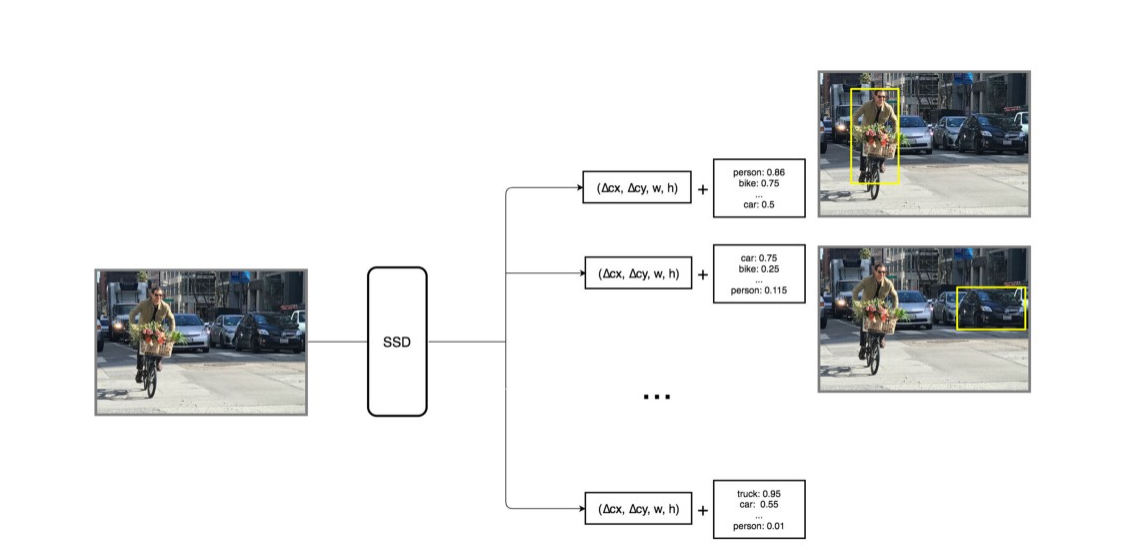 SSD
(Δcx, Δcy, w, h)
+
person: 0.86
bike: 0.75
...
car: 0.5
(Δcx, Δcy, w, h)
+
car: 0.75
bike: 0.25
...
person: 0.115
...
(Δcx, Δcy, w, h)
+
truck: 0.95
car: 0.55
...
person: 0.01